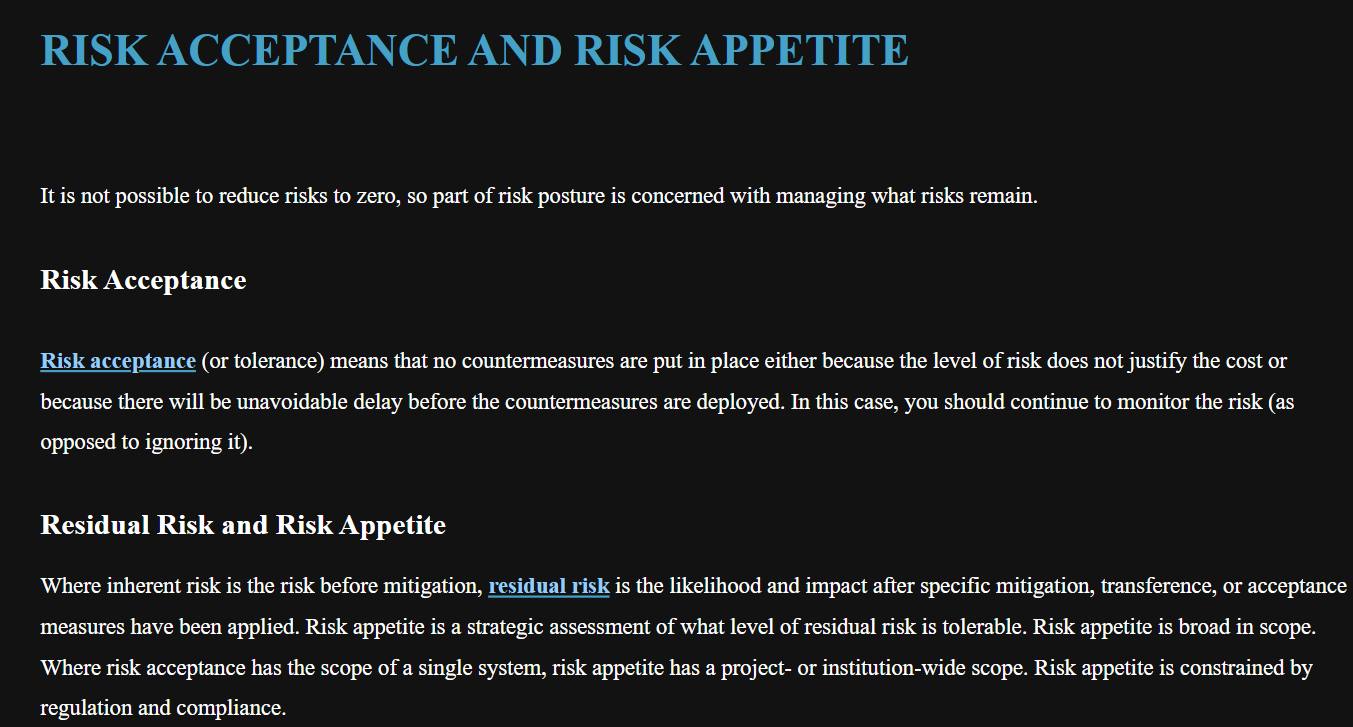 RISK ACCEPTANCE AND RISK APPETITE
It is not possible to reduce risks to zero, so part of risk posture is concerned with managing what risks remain.
Risk Acceptance
Risk acceptance (or tolerance) means that no countermeasures are put in place either because the level of risk does not justify the cost or
because there will be unavoidable delay before the countermeasures are deployed. In this case, you should continue to monitor the risk (as
opposed to ignoring it).
Residual Risk and Risk Appetite
Where inherent risk is the risk before mitigation, residual risk is the likelihood and impact after specific mitigation, transference, or acceptance
measures have been applied. Risk appetite is a strategic assessment of what level of residual risk is tolerable. Risk appetite is broad in scope.
Where risk acceptance has the scope of a single system, risk appetite has a project- or institution-wide scope. Risk appetite is constrained by
regulation and compliance.